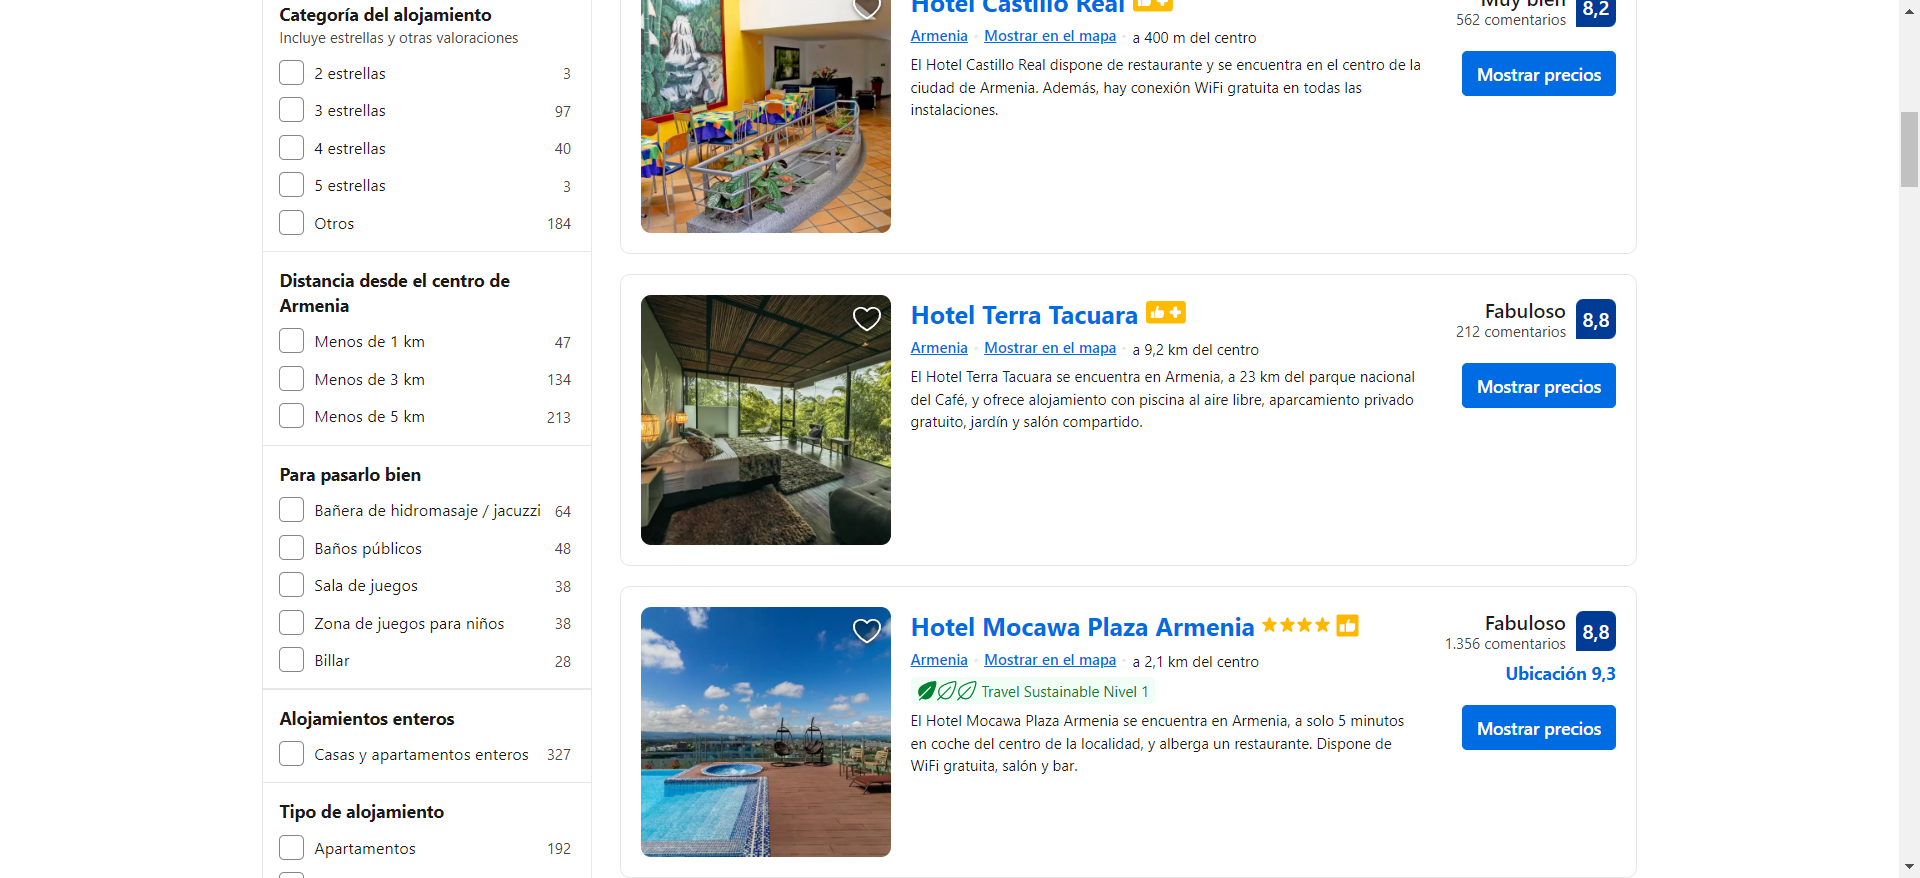 Categoría del alojamiento
Incluye estrellas y otras valoraciones
2 estrellas 3
3 estrellas 97
4 estrellas 40
5 estrellas 3
Otros 184
Distancia desde el centro de
Armenia
Menos de 1 km 47
Menos de 3 km 134
Menos de 5 km 213
Para pasarlo bien
Bañera de hidromasaje / jacuzzi 64
Baños públicos 48
Sala de juegos 38
Zona de juegos para niños 38
Billar 28
Alojamientos enteros
Casas y apartamentos enteros 327
Tipo de alojamiento
Apartamentos 192
Hotel Castillo Real
Armenia Mostrar en el mapa a 400 m del centro
El Hotel Castillo Real dispone de restaurante y se encuentra en el centro de la
ciudad de Armenia. Además, hay conexión WiFi gratuita en todas las
instalaciones.
Muy bien
562 comentarios
8,2
Mostrar precios
Hotel Terra Tacuara
Armenia Mostrar en el mapa a 9,2 km del centro
El Hotel Terra Tacuara se encuentra en Armenia, a 23 km del parque nacional
del Café, y ofrece alojamiento con piscina al aire libre, aparcamiento privado
gratuito, jardín y salón compartido.
Fabuloso
212 comentarios
8,8
Mostrar precios
Hotel Mocawa Plaza Armenia
Armenia Mostrar en el mapa a 2,1 km del centro
Travel Sustainable Nivel 1
El Hotel Mocawa Plaza Armenia se encuentra en Armenia, a solo 5 minutos
en coche del centro de la localidad, y alberga un restaurante. Dispone de
WiFi gratuita, salón y bar.
Fabuloso
1.356 comentarios
8,8
Ubicación 9,3
Mostrar precios